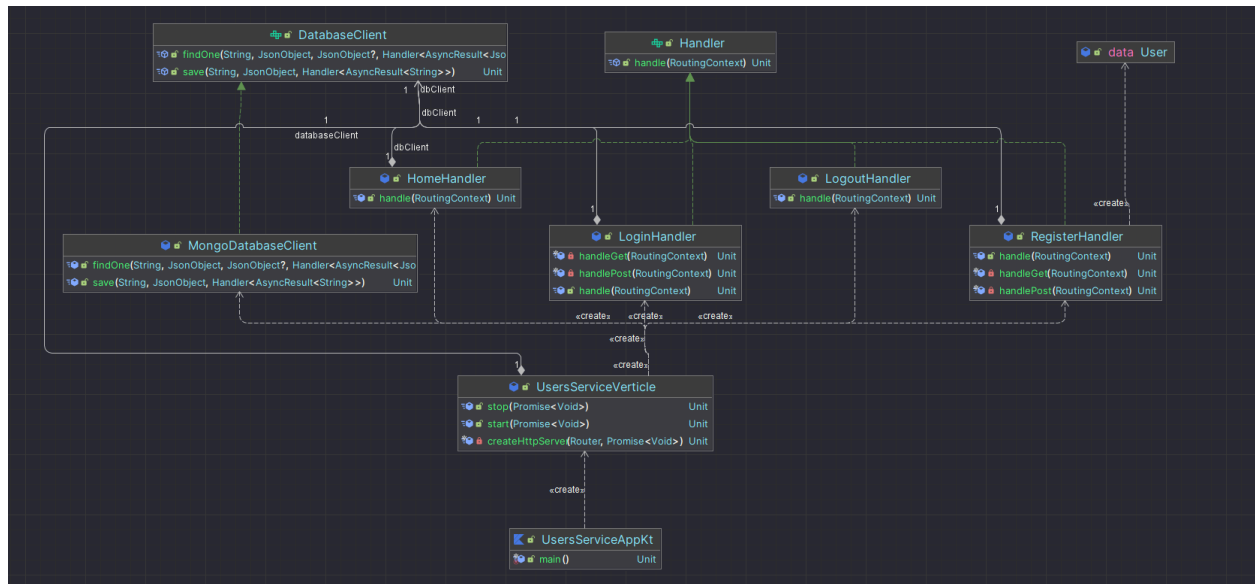 DatabaseClient
findOne(String, JsonObject, JsonObject?, Handler<AsyncResult<Jso
save(String, JsonObject, Handler<AsyncResult<String>>) Unit
Handler
handle(RoutingContext) Unit
data User
1
dbClient
dbClient
1
databaseClient
1
1
dbClient
1
HomeHandler
handle(RoutingContext) Unit
LogoutHandler
handle(RoutingContext) Unit
«create»
1
1
MongoDatabaseClient
findOne(String, JsonObject, JsonObject?, Handler<AsyncResult<Jso
save(String, JsonObject, Handler<AsyncResult<String>>) Unit
LoginHandler
handleGet(RoutingContext) Unit
handlePost(RoutingContext) Unit
handle(RoutingContext) Unit
RegisterHandler
handle(RoutingContext) Unit
handleGet(RoutingContext) Unit
handlePost(RoutingContext) Unit
«create» «create» «create»
«create»
«create»
1
UsersServiceVerticle
stop(Promise<Void>) Unit
start(Promise<Void>) Unit
createHttpServer(Router, Promise<Void>) Unit
«create»
UsersServiceAppKt
main() Unit